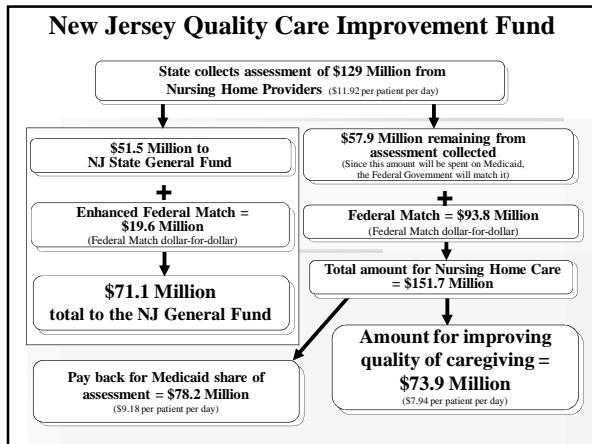 New Jersey Quality Care Improvement Fund
State collects assessment of $129 Million from
Nursing Home Providers ($11.92 per patient per day)
$51.5 Million to
NJ State General Fund
+
Enhanced Federal Match =
$19.6 Million
(Federal Match dollar-for-dollar)
$71.1 Million
total to the NJ General Fund
$57.9 Million remaining from
assessment collected
(Since this amount will be spent on Medicaid,
the Federal Government will match it)
+
Federal Match = $93.8 Million
(Federal Match dollar-for-dollar)
Total amount for Nursing Home Care
= $151.7 Million
Pay back for Medicaid share of
assessment = $78.2 Million
($9.18 per patient per day)
Amount for improving
quality of caregiving =
$73.9 Million
($7.94 per patient per day)